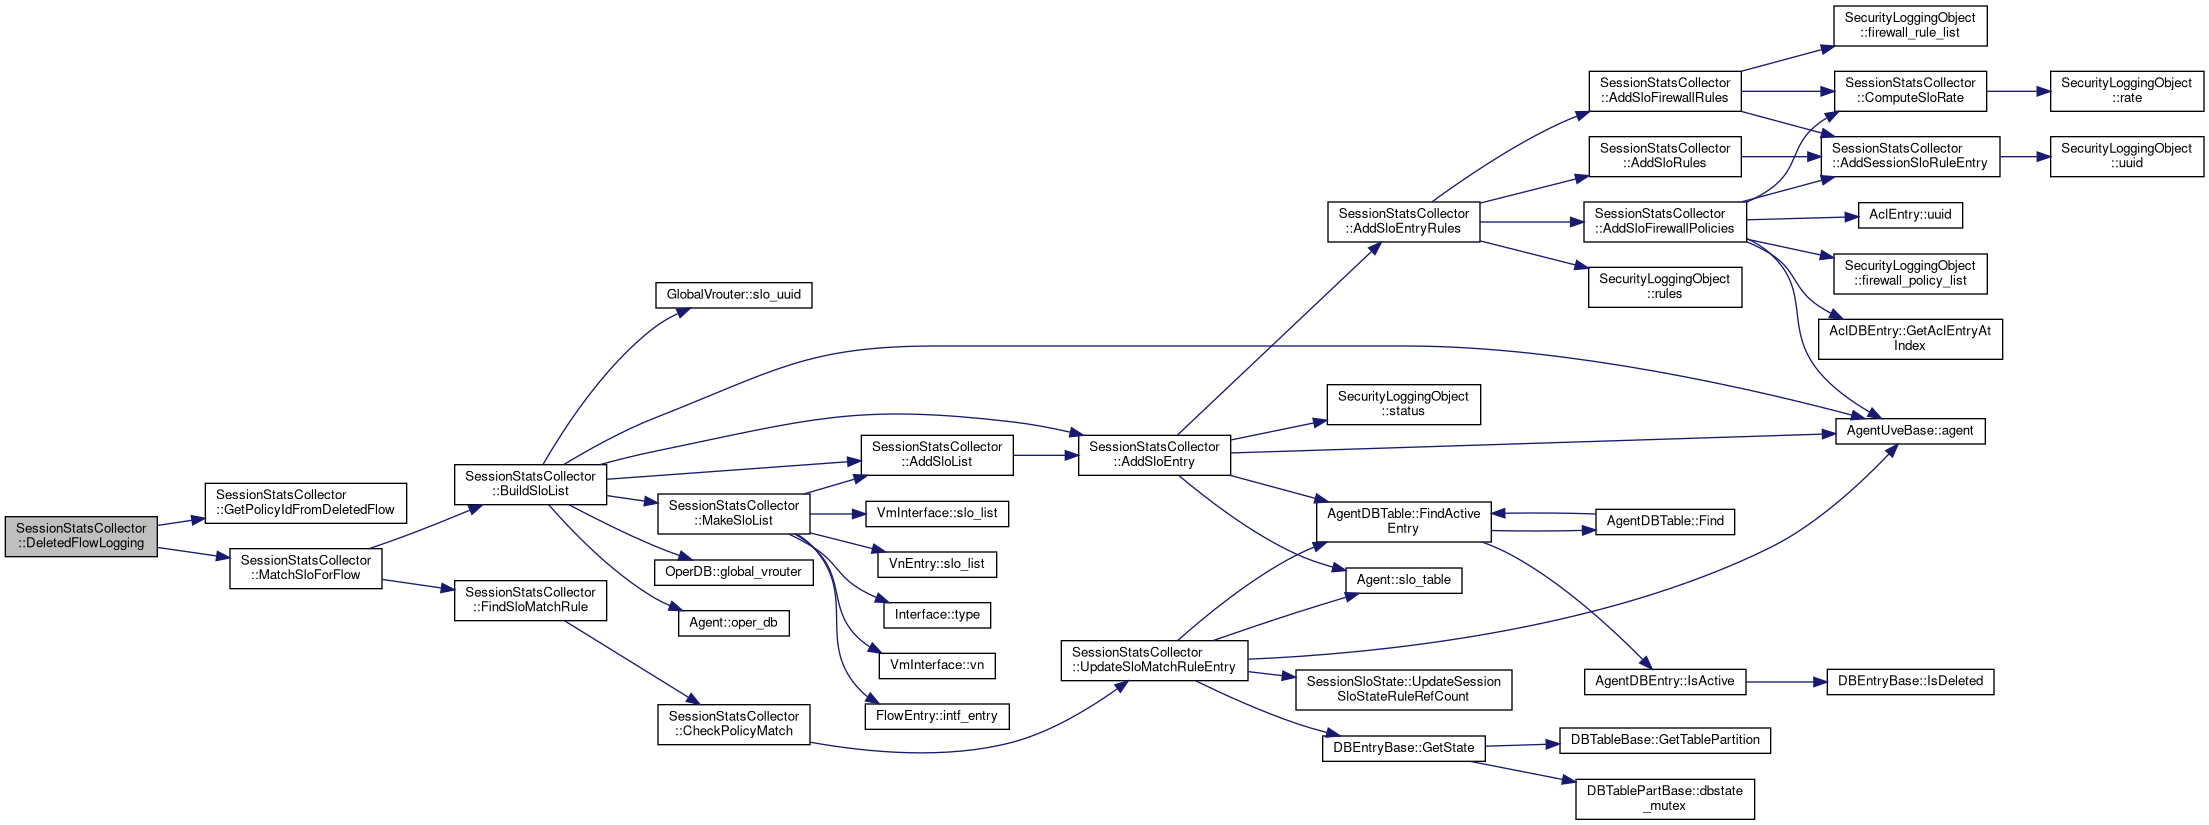 SessionStatsCollector
::DeletedFlowLogging
SessionStatsCollector
::GetPolicyIdFromDeletedFlow
SessionStatsCollector
::MatchSloForFlow
SessionStatsCollector
::BuildSloList
SessionStatsCollector
::FindSloMatchRule
GlobalVrouter::slo_uuid
SessionStatsCollector
::MakeSloList
OperDB::global_vrouter
Agent::oper_db
SessionStatsCollector
::CheckPolicyMatch
SessionStatsCollector
::AddSloList
VmInterface::slo_list
VnEntry::slo_list
Interface::type
VmInterface::vn
FlowEntry::intf_entry
SessionStatsCollector
::AddSloEntry
SessionStatsCollector
::UpdateSloMatchRuleEntry
SessionStatsCollector
::AddSloEntryRules
SecurityLoggingObject
::status
AgentDBTable::FindActive
Entry
Agent::slo_table
SessionSloState::UpdateSession
SloStateRuleRefCount
DBEntryBase::GetState
SessionStatsCollector
::AddSloFirewallRules
SessionStatsCollector
::AddSloRules
SessionStatsCollector
::AddSloFirewallPolicies
SecurityLoggingObject
::rules
AgentDBTable::Find
AgentDBEntry::IsActive
DBTableBase::GetTablePartition
DBTablePartBase::dbstate
_mutex
SecurityLoggingObject
::firewall_rule_list
SessionStatsCollector
::ComputeSloRate
SessionStatsCollector
::AddSessionSloRuleEntry
AclEntry::uuid
SecurityLoggingObject
::firewall_policy_list
AclDBEntry::GetAclEntryAt
Index
AgentUveBase::agent
DBEntryBase::IsDeleted
SecurityLoggingObject
::rate
SecurityLoggingObject
::uuid